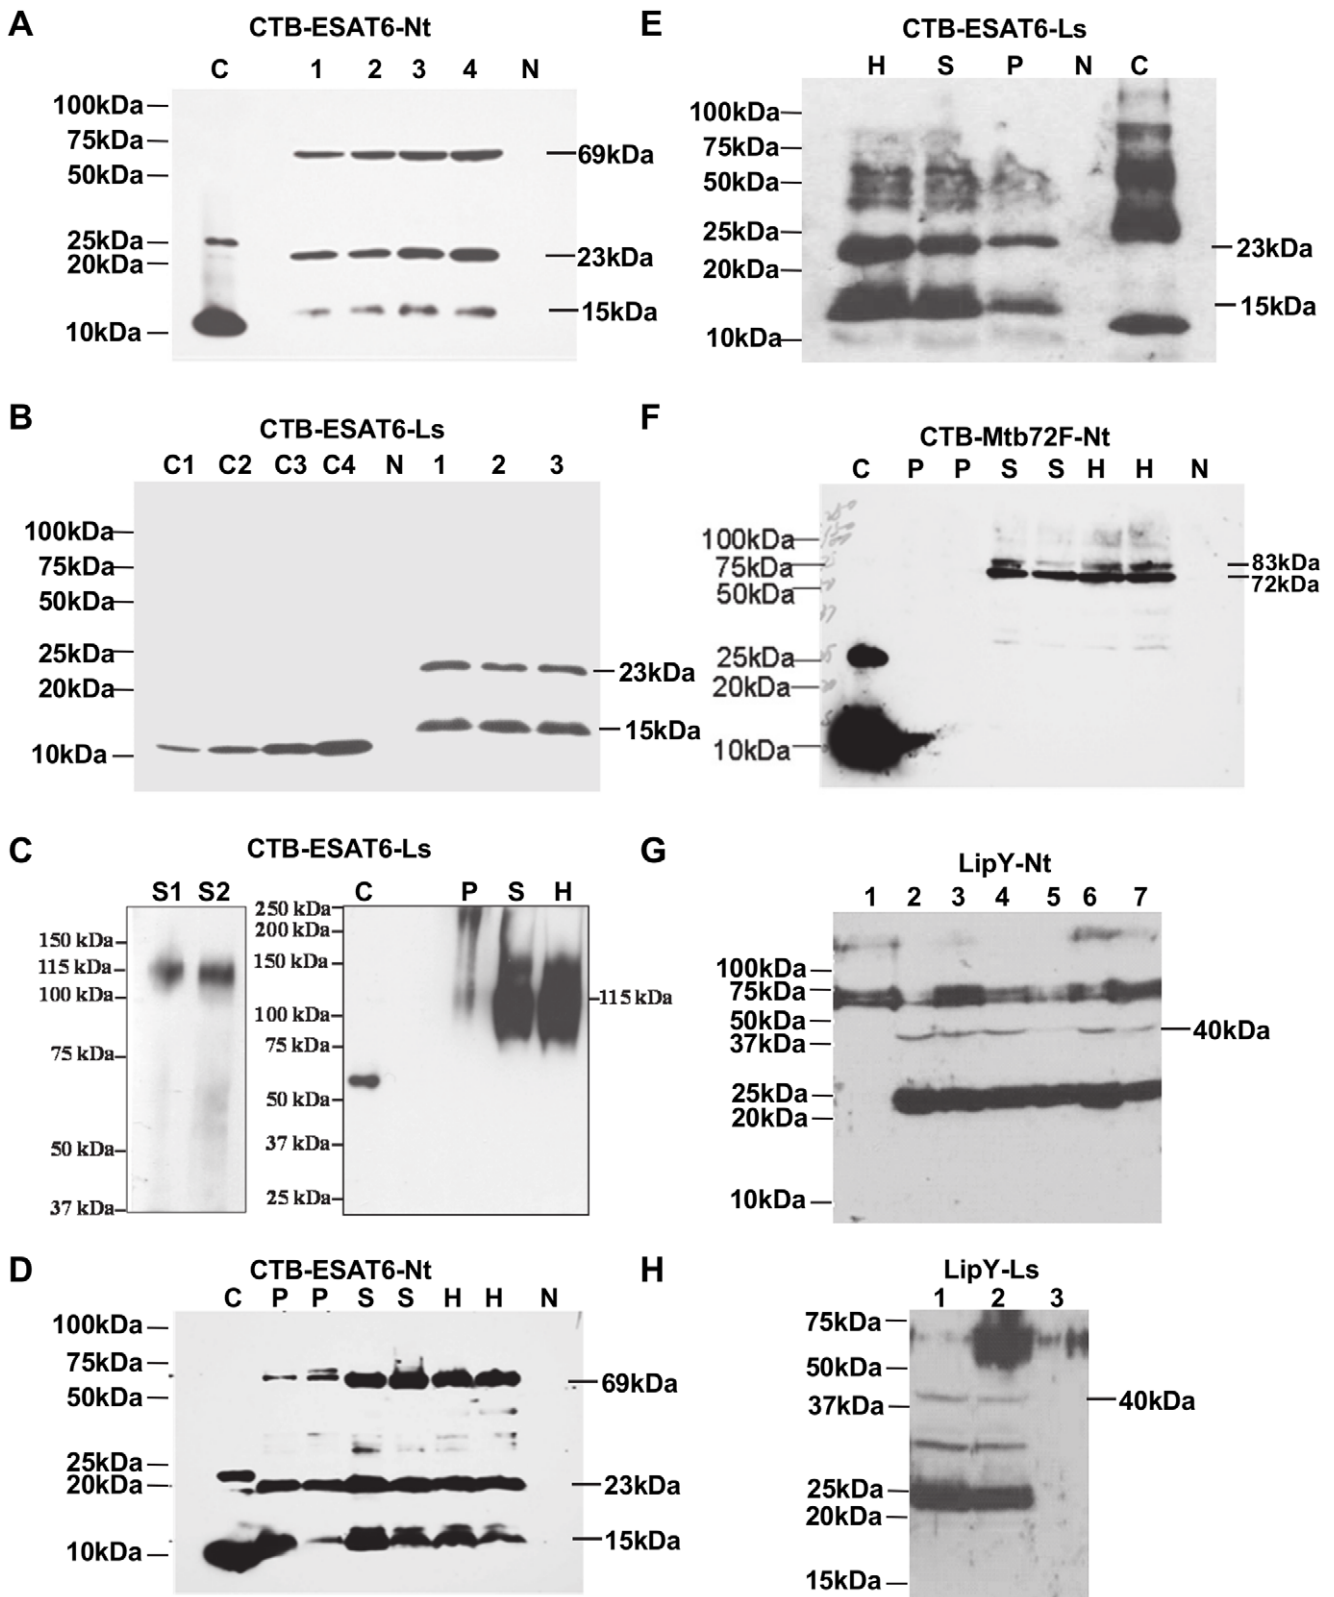 A
CTB-ESAT6-Nt
C 1 2 3 4 N
100kDa
75kDa
50kDa
25kDa
20kDa
10kDa
69kDa
23kDa
15kDa
B
CTB-ESAT6-Ls
C1 C2 C3 C4 N 1 2 3
100kDa
75kDa
50kDa
25kDa
20kDa
10kDa
23kDa
15kDa
C
CTB-ESAT6-Ls
S1 S2
150 kDa
115 kDa
100 kDa
75 kDa
50 kDa
37 kDa
C P S H
250 kDa
200 kDa
150 kDa
100 kDa
75 kDa
50 kDa
37 kDa
25 kDa
115 kDa
D
CTB-ESAT6-Nt
C P P S S H H N
100kDa
75kDa
50kDa
25kDa
20kDa
10kDa
69kDa
23kDa
15kDa
E
CTB-ESAT6-Ls
H S P N C
100kDa
75kDa
50kDa
25kDa
20kDa
10kDa
23kDa
15kDa
F
CTB-Mtb72F-Nt
C P P S S H H N
100kDa
75kDa
50kDa
25kDa
20kDa
10kDa
83kDa
72kDa
G
LipY-Nt
1 2 3 4 5 6 7
100kDa
75kDa
50kDa
37kDa
25kDa
20kDa
10kDa
40kDa
H
LipY-Ls
1 2 3
75kDa
50kDa
37kDa
25kDa
20kDa
15kDa
40kDa